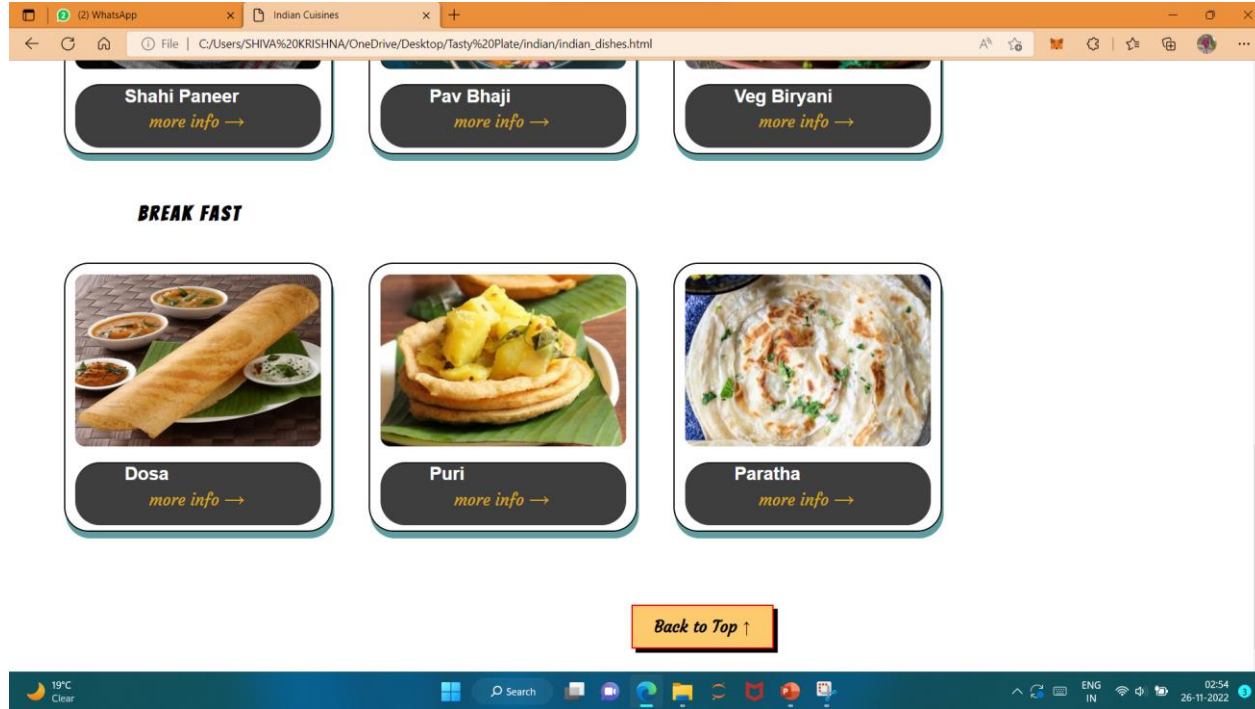 (2) WhatsApp
Indian Cuisines
File | C:/Users/SHIVA%20KRISHNA/OneDrive/Desktop/Tasty%20Plate/indian/indian_dishes.html
Shahi Paneer Pav Bhaji Veg Biryani
more info → more info → more info →
BREAK FAST
Dosa Puri Paratha
more info → more info → more info →
Back to Top ↑
19°C
Clear
Search
ENG
IN
02:54
26-11-2022
3